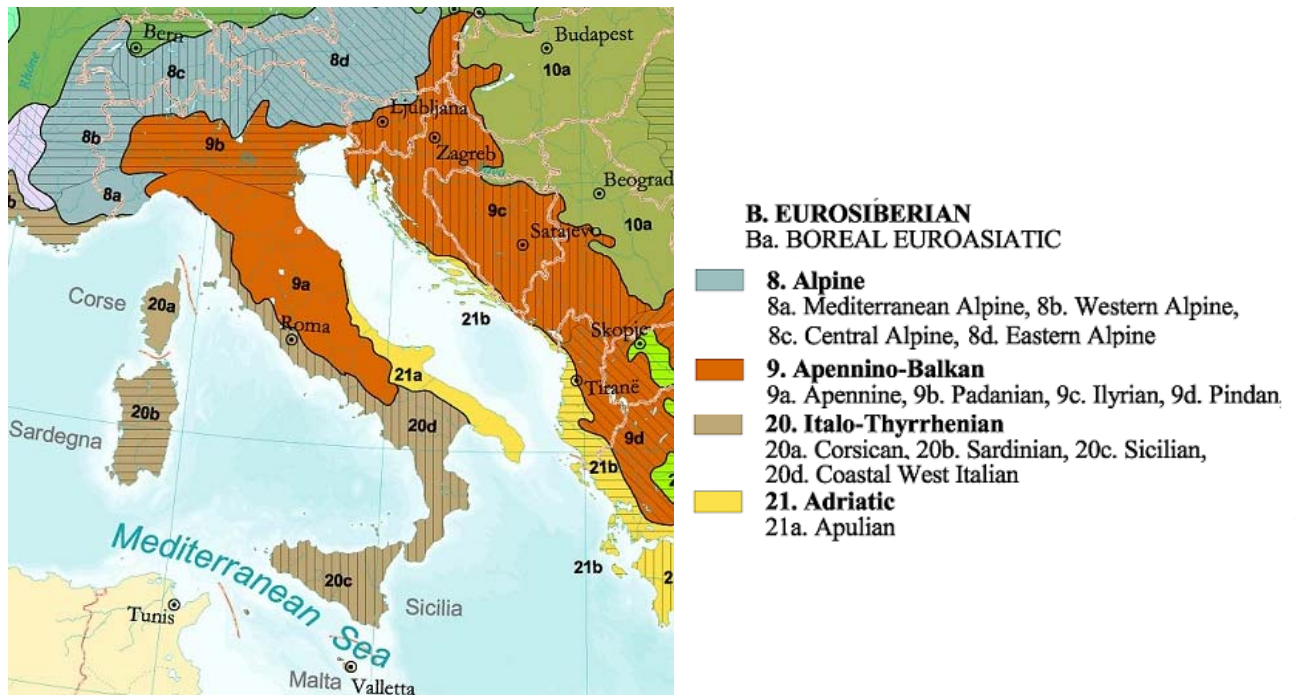 Bern
Budapest
8d
10a
8c
Rhône
Ljubljana
8b
9b
Zagreb
Sava
Beograd
8a
b
9c
10a
Sarajevo
9a
Corse
20a
21b
Roma
Skopje
21a
Tiranë
20b
20d
Sardegna
9d
21b
Mediterranean Sea
20c
21b
Sicilia
Tunis
Malta
Valletta
B. EUROSIBERIAN
Ba. BOREAL EUROASIATIC
8. Alpine
8a. Mediterranean Alpine, 8b. Western Alpine,
8c. Central Alpine, 8d. Eastern Alpine
9. Apennino-Balkan
9a. Apennine, 9b. Padanian, 9c. Ilyrian, 9d. Pindan
20. Italo-Thyrrhenian
20a. Corsican, 20b. Sardinian, 20c. Sicilian,
20d. Coastal West Italian
21. Adriatic
21a. Apulian